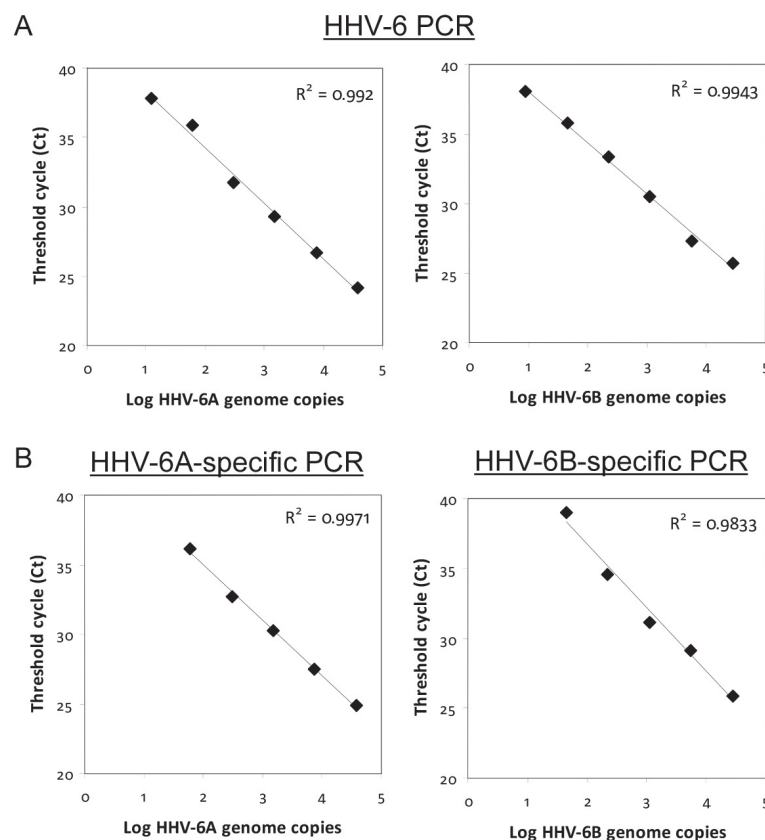 A
HHV-6 PCR
40
35
30
25
20
Threshold cycle (Ct)
R² = 0.992
0 1 2 3 4 5
Log HHV-6A genome copies
40
35
30
25
20
Threshold cycle (Ct)
R² = 0.9943
0 1 2 3 4 5
Log HHV-6B genome copies
B
HHV-6A-specific PCR
40
35
30
25
20
Threshold cycle (Ct)
R² = 0.9971
0 1 2 3 4 5
Log HHV-6A genome copies
HHV-6B-specific PCR
40
35
30
25
20
Threshold cycle (Ct)
R² = 0.9833
0 1 2 3 4 5
Log HHV-6B genome copies